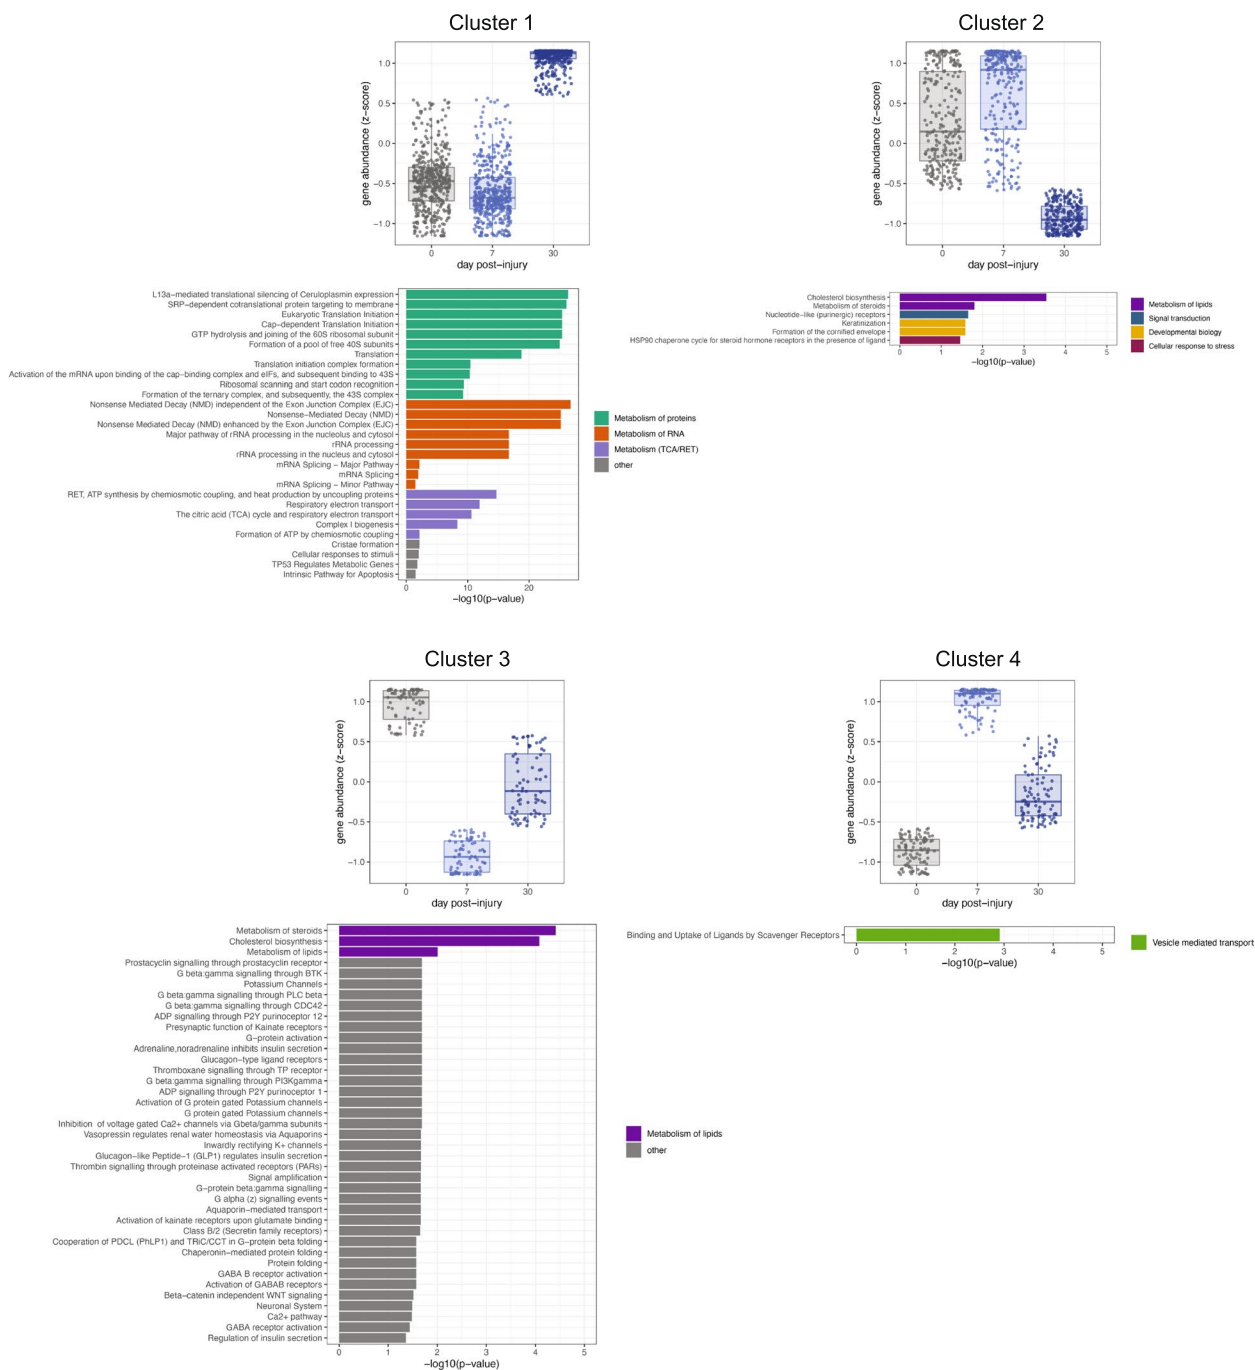 Cluster 1
gene abundance (z−score)
1.0
0.5
0.0
−0.5
−1.0
0
7
30
day post−injury
L13a−mediated translational silencing of Ceruloplasmin expression
SRP−dependent cotranslational protein targeting to membrane
Eukaryotic Translation Initiation
Cap−dependent Translation Initiation
GTP hydrolysis and joining of the 60S ribosomal subunit
Formation of a pool of free 40S subunits
Translation
Translation initiation complex formation
Activation of the mRNA upon binding of the cap−binding complex and eIFs, and subsequent binding to 43S
Ribosomal scanning and start codon recognition
Formation of the ternary complex, and subsequently, the 43S complex
Nonsense Mediated Decay (NMD) independent of the Exon Junction Complex (EJC)
Nonsense−Mediated Decay (NMD)
Nonsense Mediated Decay (NMD) enhanced by the Exon Junction Complex (EJC)
Major pathway of rRNA processing in the nucleolus and cytosol
rRNA processing
rRNA processing in the nucleus and cytosol
mRNA Splicing − Major Pathway
mRNA Splicing
mRNA Splicing − Minor Pathway
RET, ATP synthesis by chemiosmotic coupling, and heat production by uncoupling proteins
Respiratory electron transport
The citric acid (TCA) cycle and respiratory electron transport
Complex I biogenesis
Formation of ATP by chemiosmotic coupling
Cristae formation
Cellular responses to stimuli
TP53 Regulates Metabolic Genes
Intrinsic Pathway for Apoptosis
0
10
20
−log10(p−value)
Metabolism of proteins
Metabolism of RNA
Metabolism (TCA/RET)
other
Cluster 2
gene abundance (z−score)
1.0
0.5
0.0
−0.5
−1.0
0
7
30
day post−injury
Cholesterol biosynthesis
Metabolism of steroids
Nucleotide−like (purinergic) receptors
Keratinization
Formation of the cornified envelope
HSP90 chaperone cycle for steroid hormone receptors in the presence of ligand
0
1
2
3
4
5
−log10(p−value)
Metabolism of lipids
Signal transduction
Developmental biology
Cellular response to stress
Cluster 3
gene abundance (z−score)
1.0
0.5
0.0
−0.5
−1.0
0
7
30
day post−injury
Metabolism of steroids
Cholesterol biosynthesis
Metabolism of lipids
Prostacyclin signalling through prostacyclin receptor
G beta:gamma signalling through BTK
Potassium Channels
G beta:gamma signalling through PLC beta
G beta:gamma signalling through CDC42
ADP signalling through P2Y purinoceptor 12
Presynaptic function of Kainate receptors
G−protein activation
Adrenaline,noradrenaline inhibits insulin secretion
Glucagon−type ligand receptors
Thromboxane signalling through TP receptor
G beta:gamma signalling through PI3Kgamma
ADP signalling through P2Y purinoceptor 1
Activation of G protein gated Potassium channels
G protein gated Potassium channels
Inhibition of voltage gated Ca2+ channels via Gbeta/gamma subunits
Vasopressin regulates renal water homeostasis via Aquaporins
Inwardly rectifying K+ channels
Glucagon−like Peptide−1 (GLP1) regulates insulin secretion
Thrombin signalling through proteinase activated receptors (PARs)
Signal amplification
G−protein beta:gamma signalling
G alpha (z) signalling events
Aquaporin−mediated transport
Activation of kainate receptors upon glutamate binding
Class B/2 (Secretin family receptors)
Cooperation of PDCL (PhLP1) and TRiC/CCT in G−protein beta folding
Chaperonin−mediated protein folding
Protein folding
GABA B receptor activation
Activation of GABAB receptors
Beta−catenin independent WNT signaling
Neuronal System
Ca2+ pathway
GABA receptor activation
Regulation of insulin secretion
0
1
2
3
4
5
−log10(p−value)
Metabolism of lipids
other
Cluster 4
gene abundance (z−score)
1.0
0.5
0.0
−0.5
−1.0
0
7
30
day post−injury
Binding and Uptake of Ligands by Scavenger Receptors
0
1
2
3
4
5
−log10(p−value)
Vesicle mediated transport